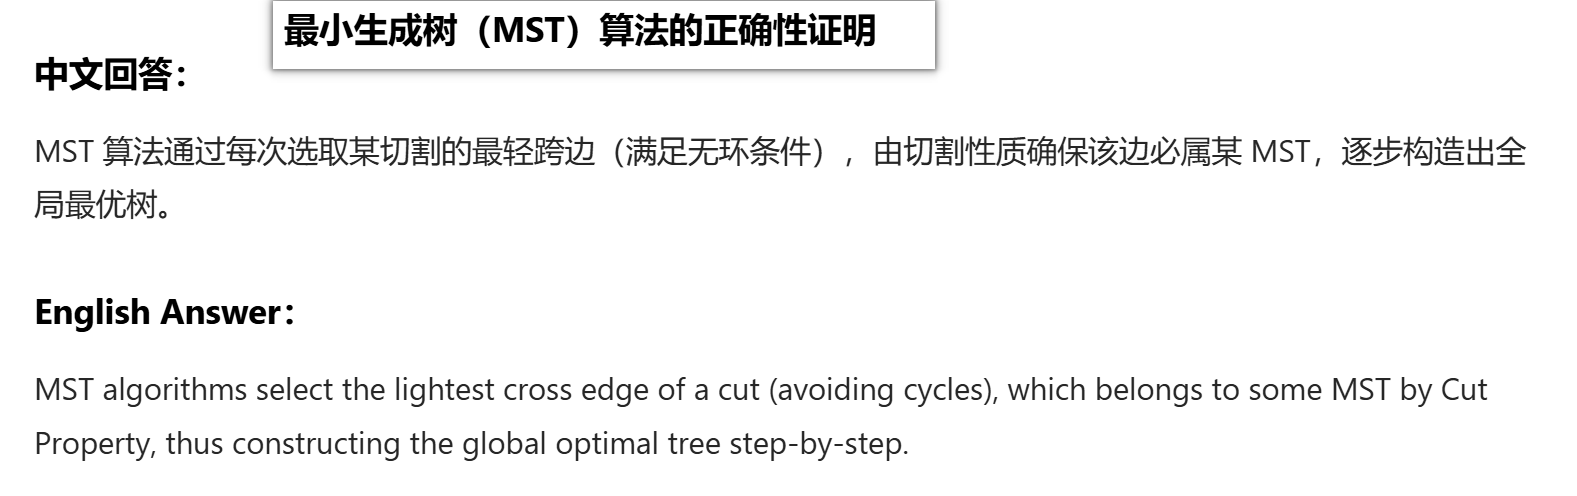 最小生成树（MST）算法的正确性证明
中文回答：
MST 算法通过每次选取某切割的最轻跨边（满足无环条件），由切割性质确保该边必属某 MST，逐步构造出全
局最优树。
English Answer：
MST algorithms select the lightest cross edge of a cut (avoiding cycles), which belongs to some MST by Cut
Property, thus constructing the global optimal tree step-by-step.